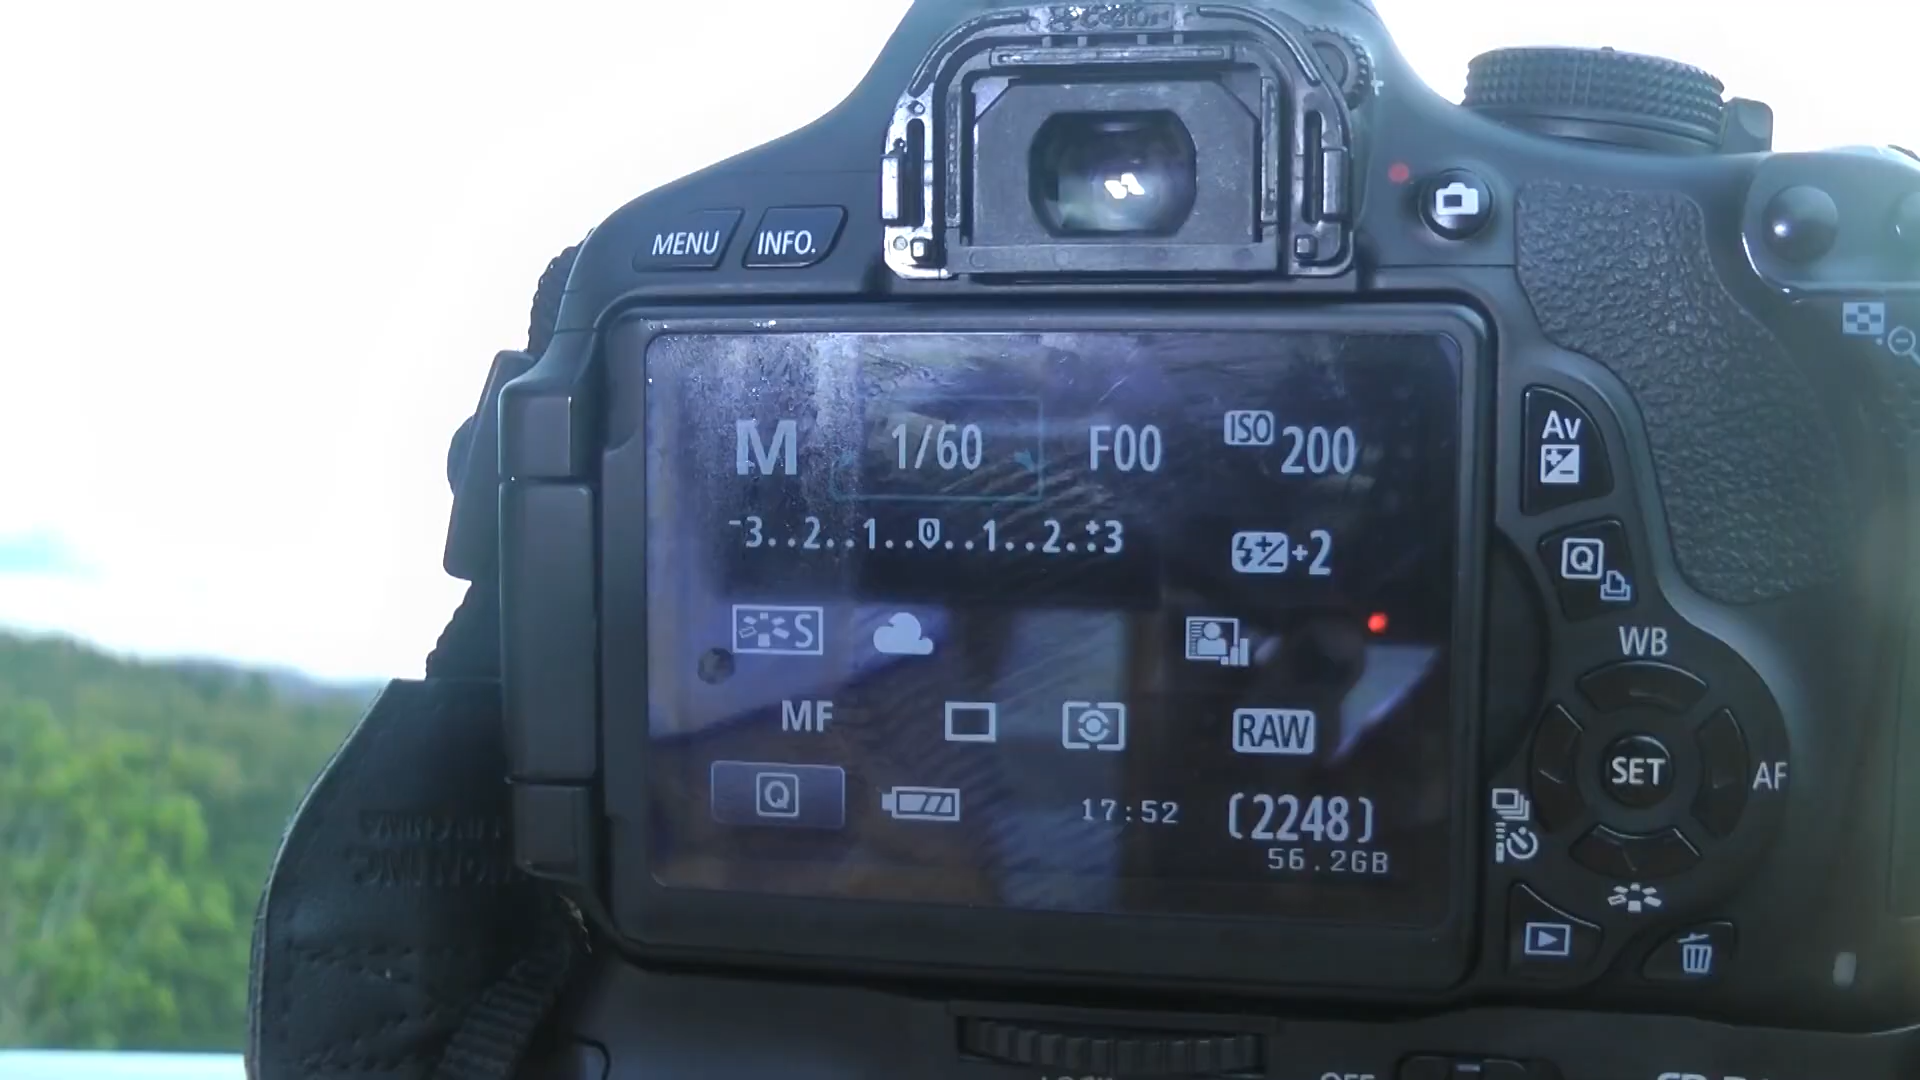 MENU INFO.
M 1/60 F00 ISO 200
-3..2..1..0..1..2.:+3
+2
S
MF RAW
Q 17:52 (2248)
56.2GB
Av
Q
WB
SET AF